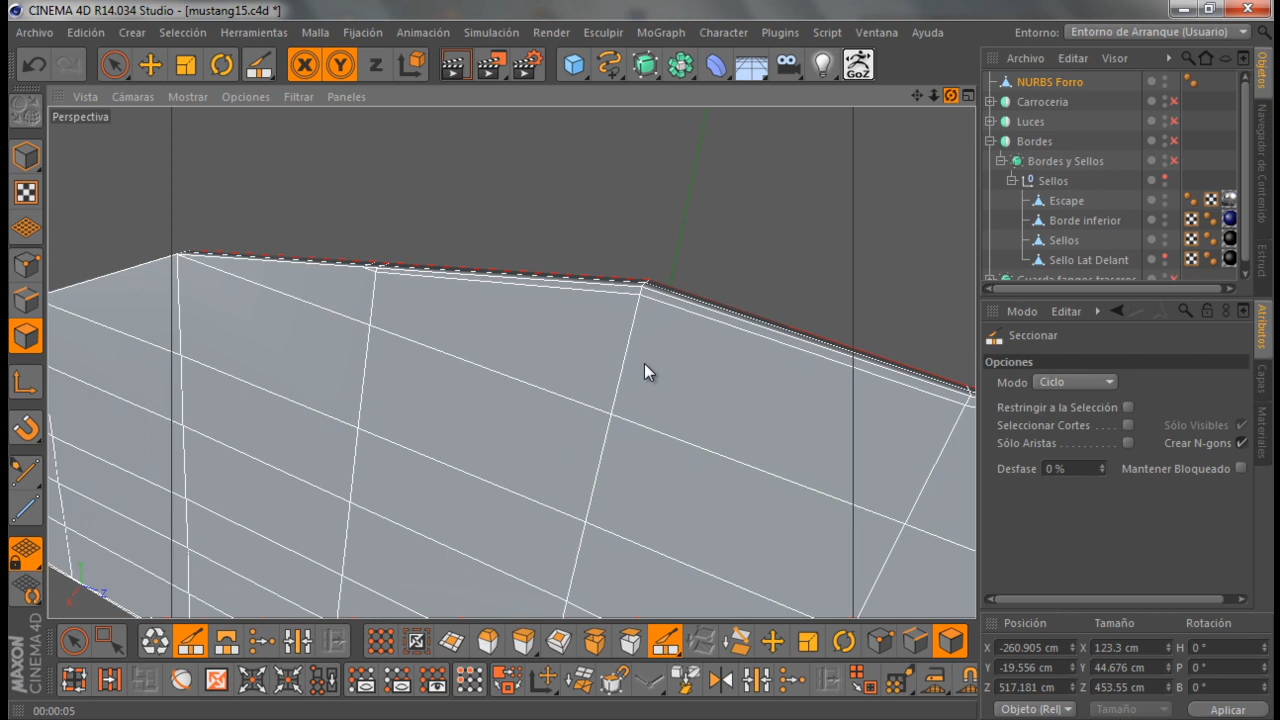 CINEMA 4D R14.034 Studio - [mustang15.c4d *]
Archivo Edición Crear Selección Herramientas Malla Fijación Animación Simulación Render Esculpir MoGraph Character Plugins Script Ventana Ayuda Entorno: Entorno de Arranque (Usuario)
X Y Z GoZ
Vista Cámaras Mostrar Opciones Filtrar Paneles
Perspectiva
Archivo Editar Visor
NURBS Forro
Carroceria
Luces
Bordes
Bordes y Sellos
Sellos
Escape
Borde inferior
Sellos
Sello Lat Delant
Guarda fangos traseros
Modo Editar
Seccionar
Opciones
Modo Ciclo
Restringir a la Selección
Seleccionar Cortes Sólo Visibles
Sólo Aristas Crear N-gons
Desfase 0 % Mantener Bloqueado
Posición Tamaño Rotación
X -260.905 cm X 123.3 cm H 0 °
Y -19.556 cm Y 44.676 cm P 0 °
Z 517.181 cm Z 453.55 cm B 0 °
Objeto (Rel) Tamaño Aplicar
Objetos
Navegador de Contenido
Estruct
Atributos
Capas
Materiales
MAXON
CINEMA 4D
00:00:05